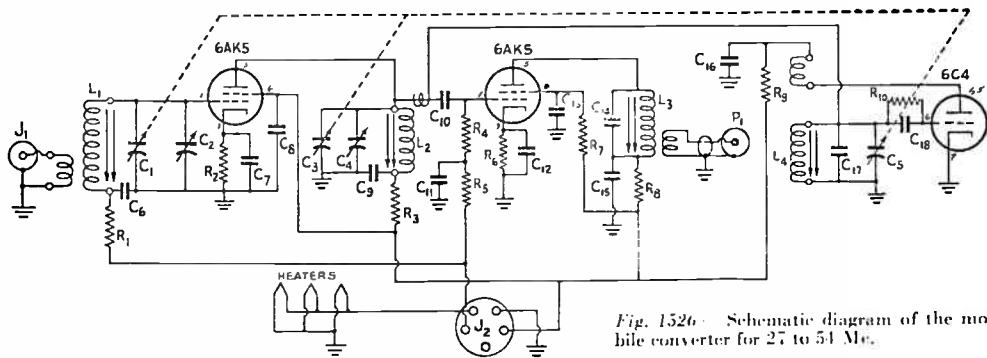 6AK5
6AK5
6C4
J1
L1
C1
C2
C6
R1
R2
C7
C8
C3
C4
C9
L2
R3
C10
R4
R5
C11
R6
C12
C13
R7
C14
C15
L3
R8
P1
C16
R9
L4
R10
C18
C17
C5
HEATERS
J2
Fig. 1526 Schematic diagram of the mo-
bile converter for 27 to 54 Mc.